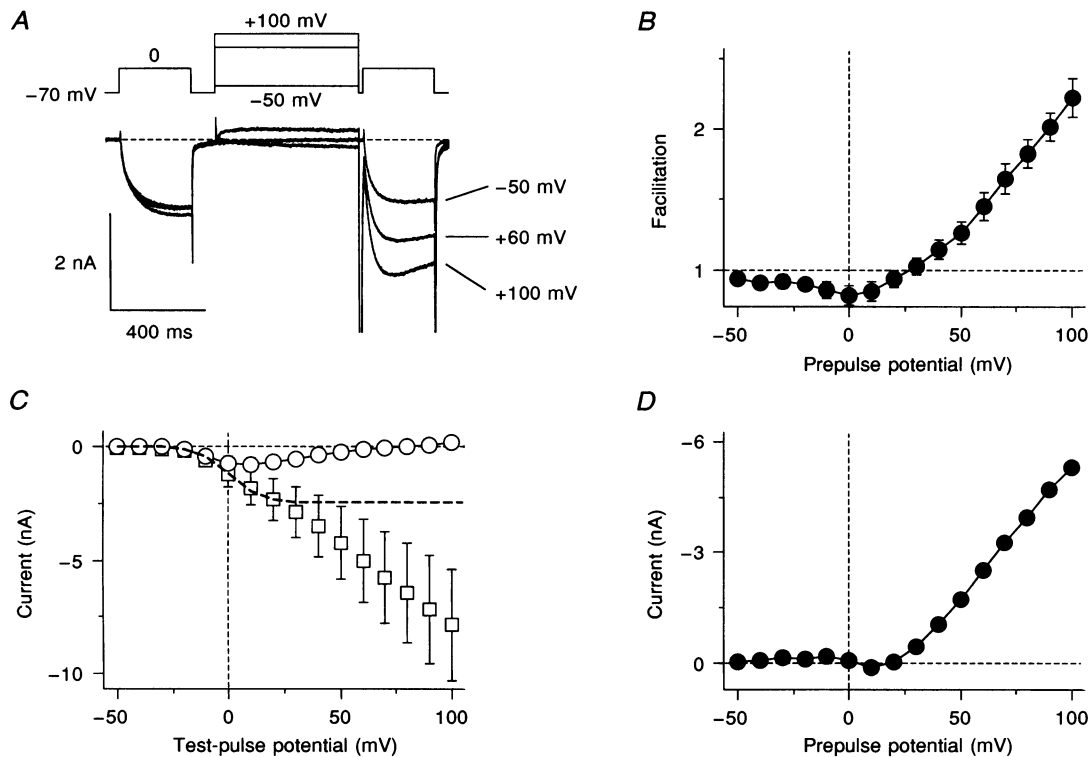 A
+100 mV
0
−70 mV
−50 mV
−50 mV
+60 mV
+100 mV
2 nA
400 ms
B
Facilitation
2
1
−50
0
50
100
Prepulse potential (mV)
C
Current (nA)
0
−5
−10
−50
0
50
100
Test-pulse potential (mV)
D
Current (nA)
−6
−3
0
−50
0
50
100
Prepulse potential (mV)